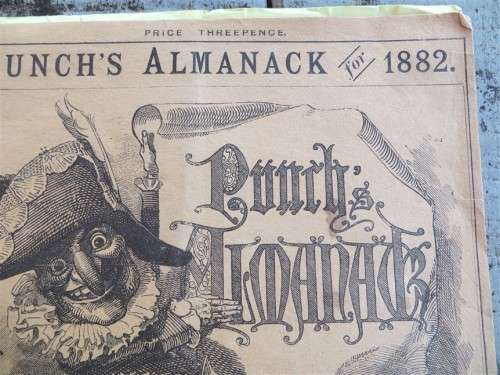 PRICE THREEPENCE.
UNCH'S ALMANACK for 1882.
Punch's
Almanack